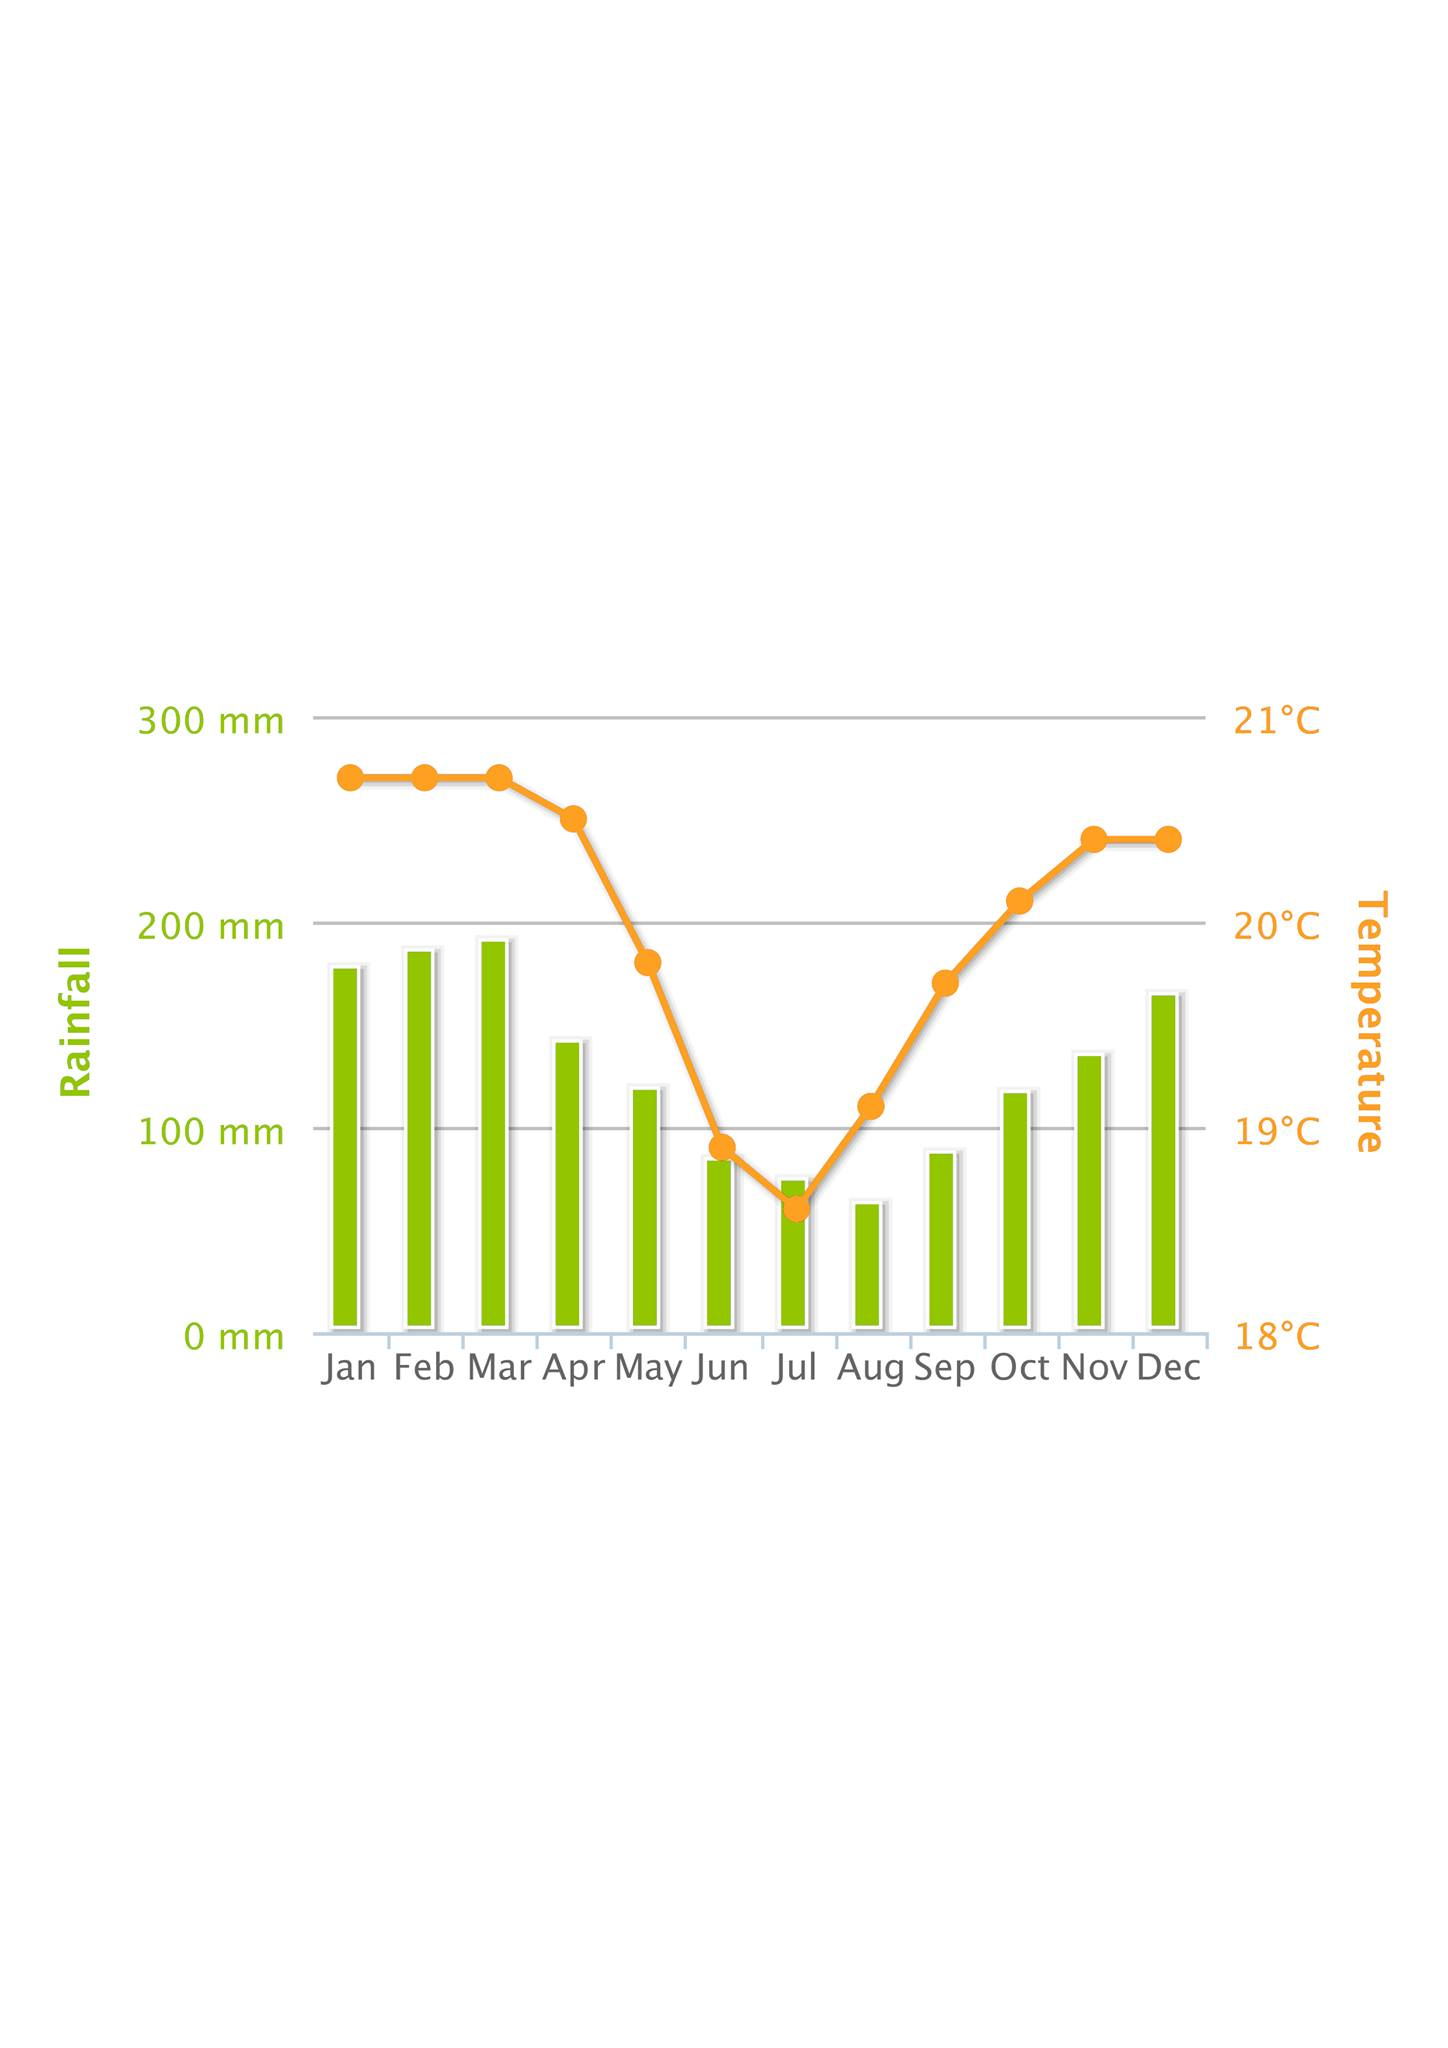 300 mm
200 mm
100 mm
0 mm
Rainfall
21°C
20°C
19°C
18°C
Temperature
Jan Feb Mar Apr May Jun Jul Aug Sep Oct Nov Dec